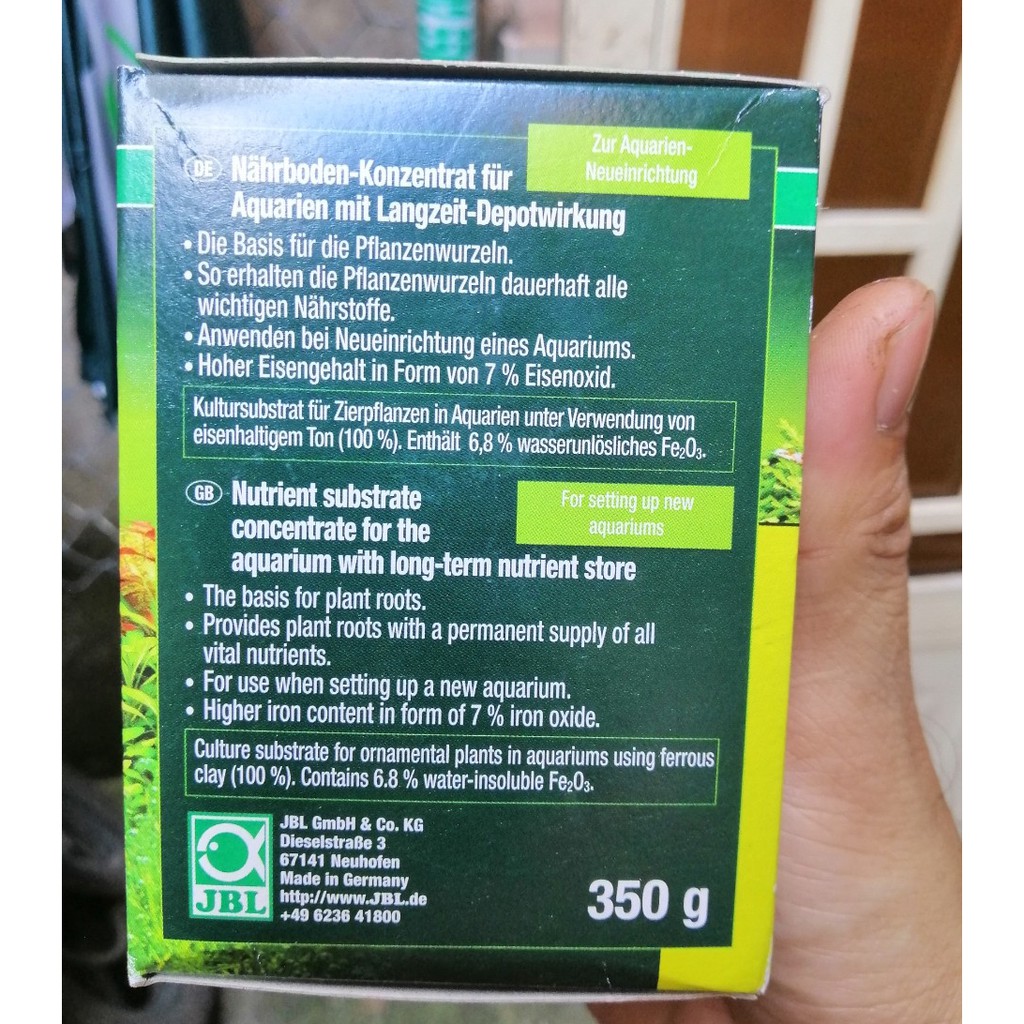 Zur Aquarien-
Neueinrichtung
DE Nährboden-Konzentrat für
Aquarien mit Langzeit-Depotwirkung
• Die Basis für die Pflanzenwurzeln.
• So erhalten die Pflanzenwurzeln dauerhaft alle
wichtigen Nährstoffe.
• Anwenden bei Neueinrichtung eines Aquariums.
• Hoher Eisengehalt in Form von 7 % Eisenoxid.
Kultursubstrat für Zierpflanzen in Aquarien unter Verwendung von
eisenhaltigem Ton (100 %). Enthält 6,8 % wasserunlösliches Fe₂O₃.
GB Nutrient substrate
concentrate for the
aquarium with long-term nutrient store
For setting up new
aquariums
• The basis for plant roots.
• Provides plant roots with a permanent supply of all
vital nutrients.
• For use when setting up a new aquarium.
• Higher iron content in form of 7 % iron oxide.
Culture substrate for ornamental plants in aquariums using ferrous
clay (100 %). Contains 6.8 % water-insoluble Fe₂O₃.
JBL
JBL GmbH & Co. KG
Dieselstraße 3
67141 Neuhofen
Made in Germany
http://www.JBL.de
+49 6236 41800
350 g